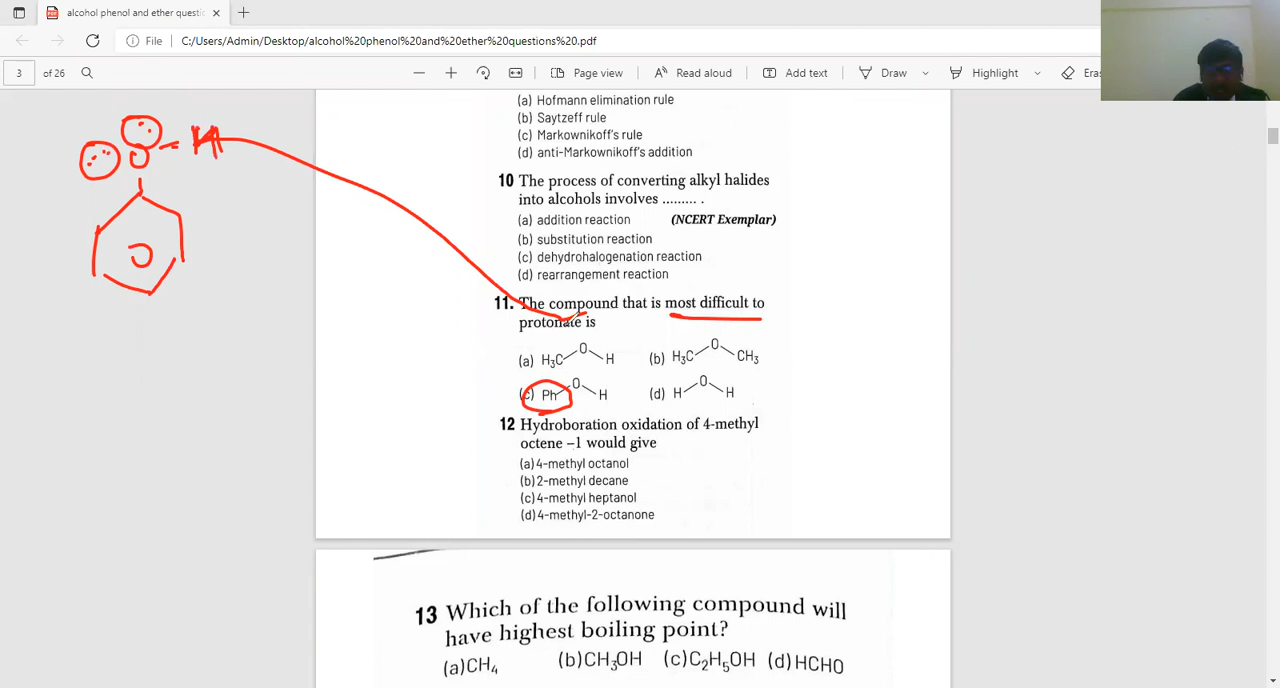 alcohol phenol and ether questic
File C:/Users/Admin/Desktop/alcohol%20phenol%20and%20ether%20questions%20.pdf
3 of 26 Page view Read aloud Add text Draw Highlight Eras
(a) Hofmann elimination rule
(b) Saytzeff rule
(c) Markownikoff's rule
(d) anti-Markownikoff's addition
10 The process of converting alkyl halides
into alcohols involves ......... .
(a) addition reaction (NCERT Exemplar)
(b) substitution reaction
(c) dehydrohalogenation reaction
(d) rearrangement reaction
11. The compound that is most difficult to
protonate is
(a) H₃C O H (b) H₃C O CH₃
(c) Ph O H (d) H O H
12 Hydroboration oxidation of 4-methyl
octene –1 would give
(a) 4-methyl octanol
(b) 2-methyl decane
(c) 4-methyl heptanol
(d) 4-methyl-2-octanone
13 Which of the following compound will
have highest boiling point?
(a) CH₄ (b) CH₃OH (c) C₂H₅OH (d) HCHO